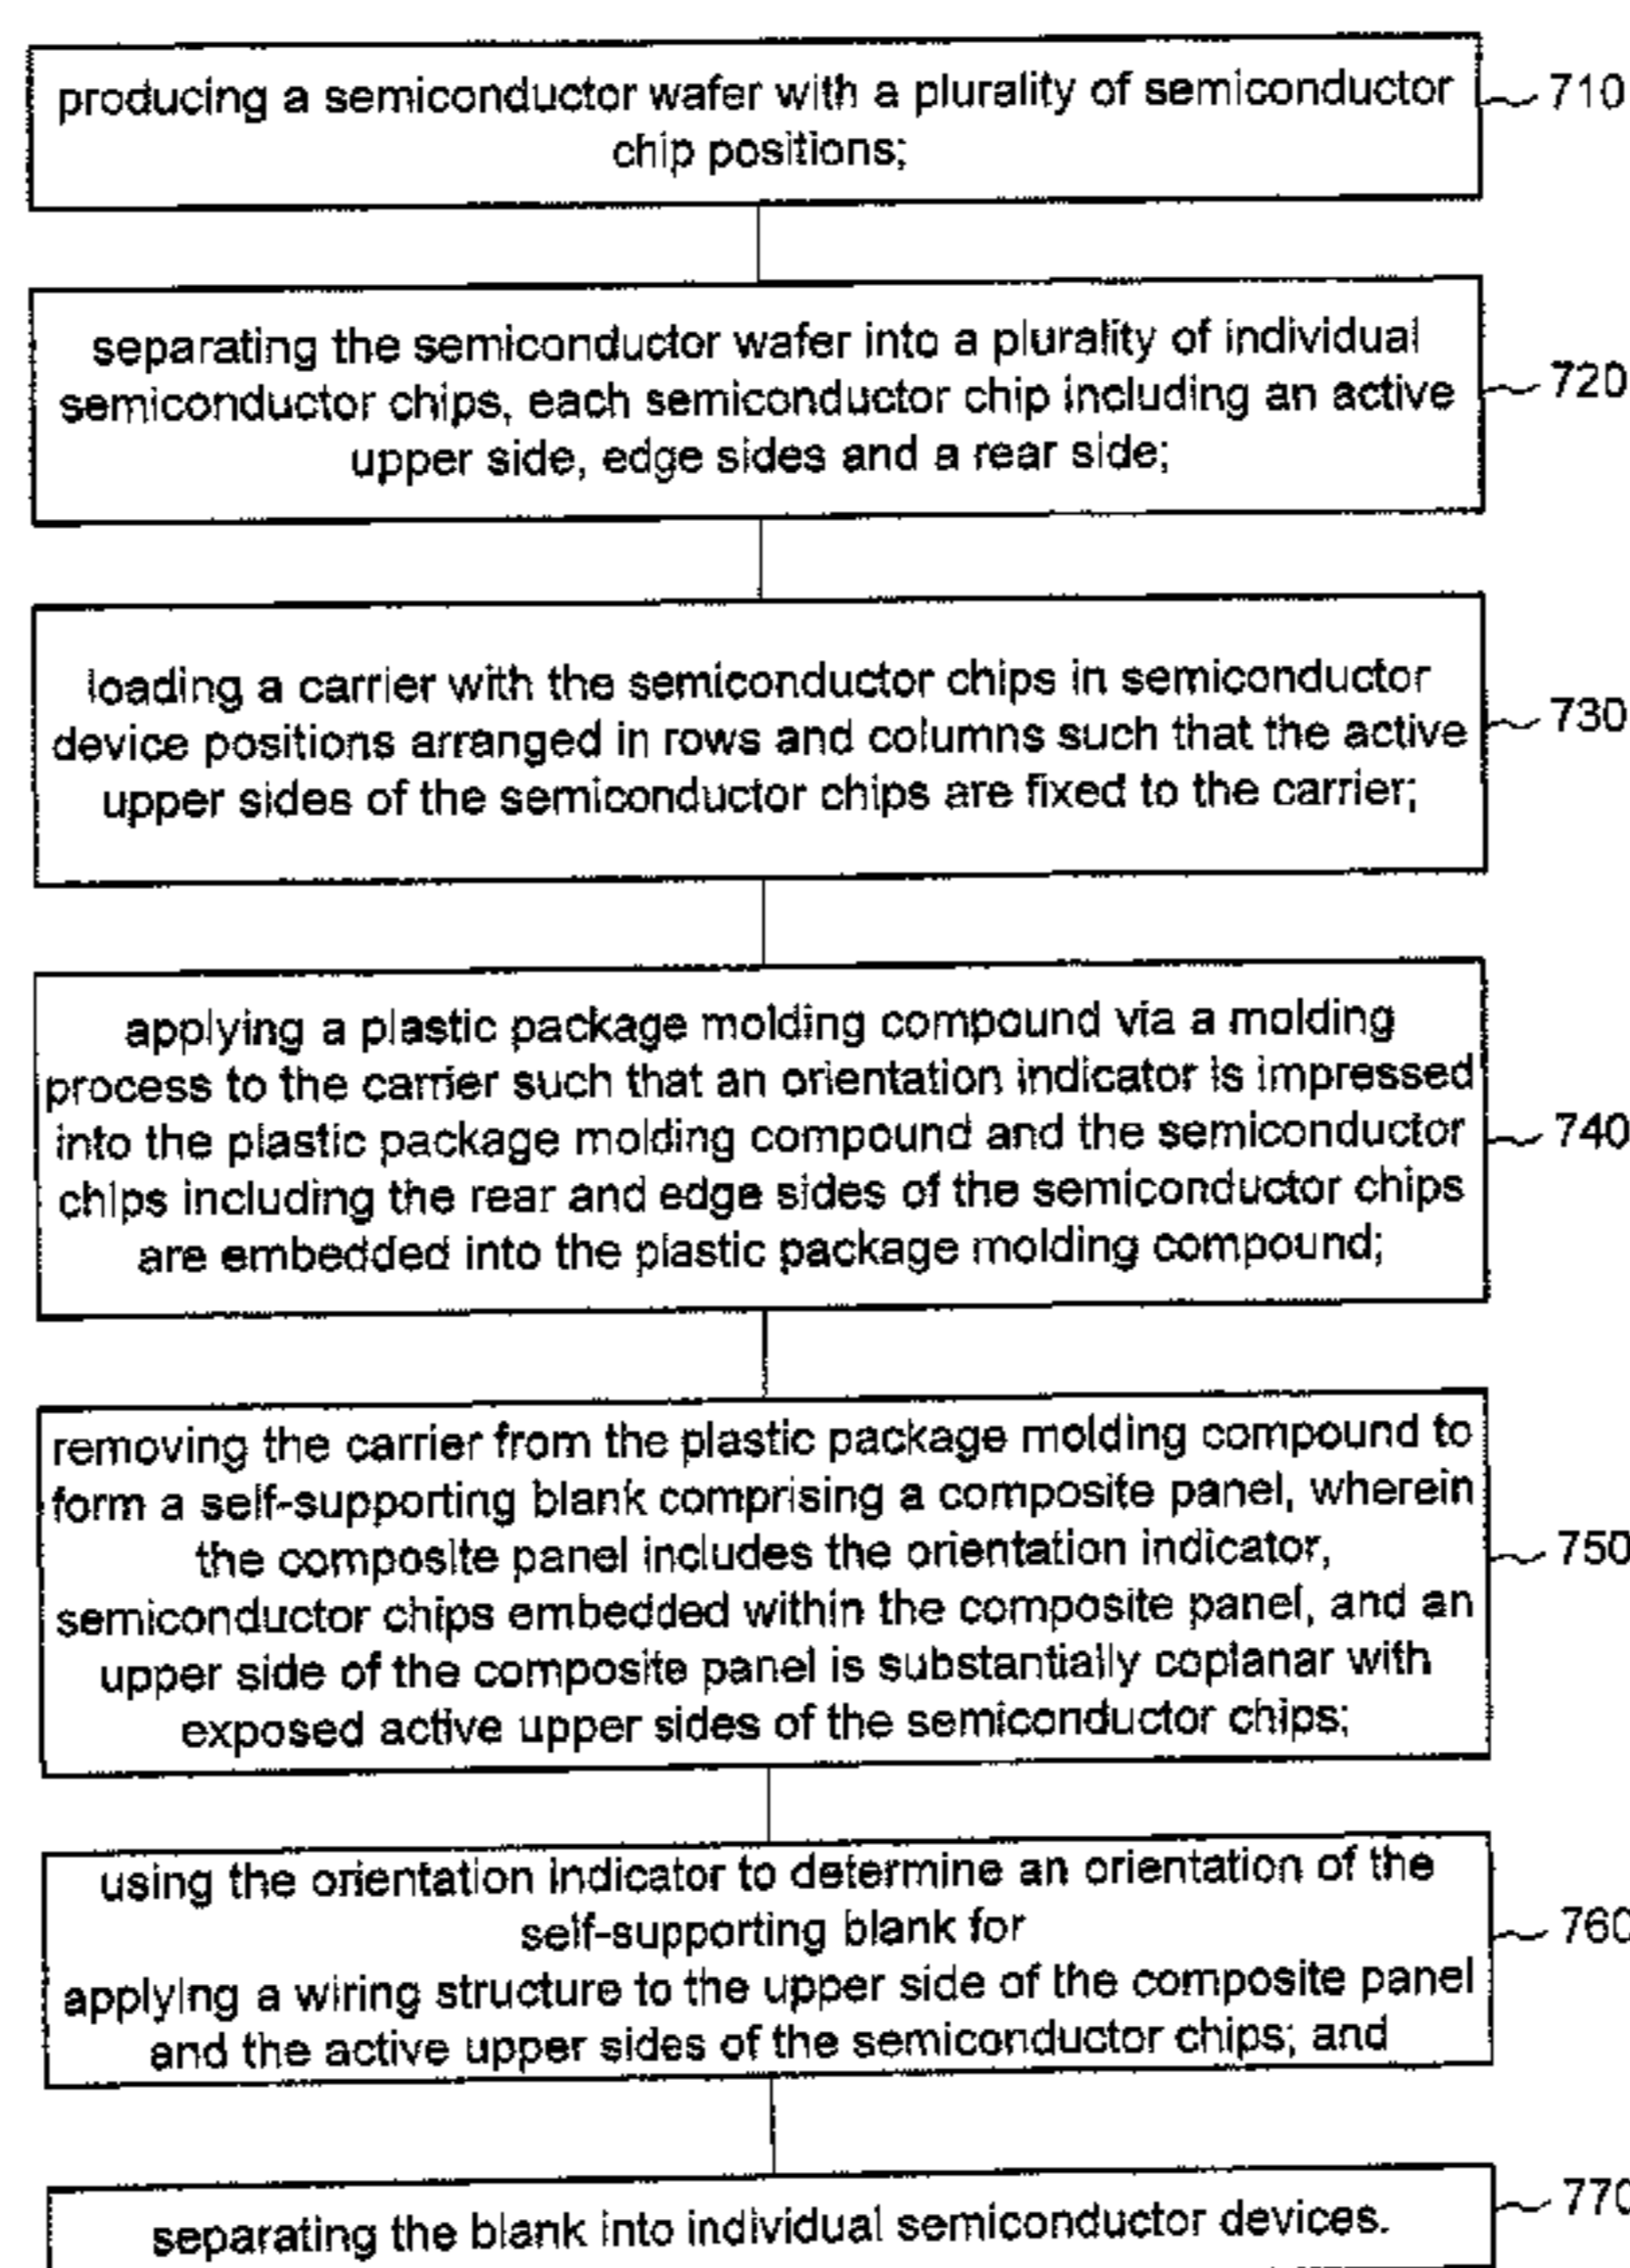 producing a semiconductor wafer with a plurality of semiconductor
chip positions;
710
separating the semiconductor wafer into a plurality of individual
semiconductor chips, each semiconductor chip including an active
upper side, edge sides and a rear side;
720
loading a carrier with the semiconductor chips in semiconductor
device positions arranged in rows and columns such that the active
upper sides of the semiconductor chips are fixed to the carrier;
730
applying a plastic package molding compound via a molding
process to the carrier such that an orientation indicator is impressed
into the plastic package molding compound and the semiconductor
chips including the rear and edge sides of the semiconductor chips
are embedded into the plastic package molding compound;
740
removing the carrier from the plastic package molding compound to
form a self-supporting blank comprising a composite panel, wherein
the composite panel includes the orientation indicator,
semiconductor chips embedded within the composite panel, and an
upper side of the composite panel is substantially coplanar with
exposed active upper sides of the semiconductor chips;
750
using the orientation indicator to determine an orientation of the
self-supporting blank for
applying a wiring structure to the upper side of the composite panel
and the active upper sides of the semiconductor chips; and
760
separating the blank into individual semiconductor devices.
770